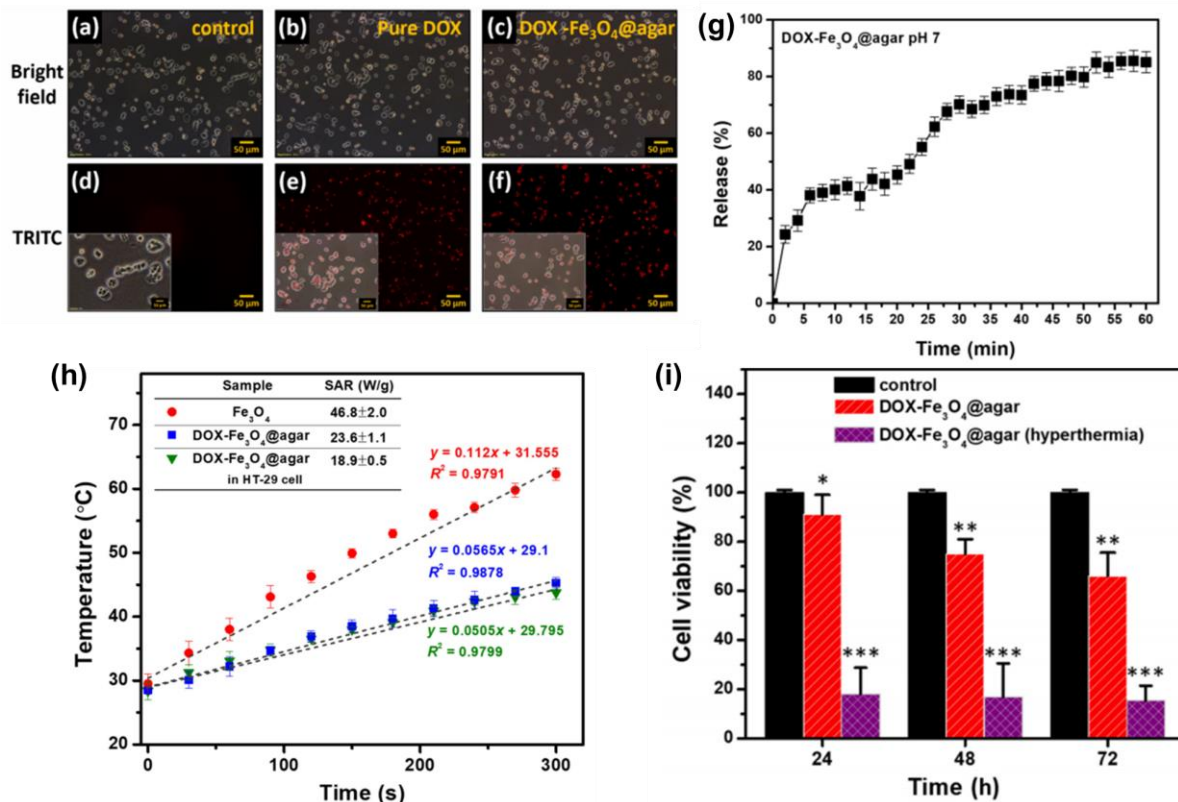 (a) control
(b) Pure DOX
(c) DOX -Fe₃O₄@agar
Bright
field
50 μm
50 μm
50 μm
(d)
(e)
(f)
TRITC
50 μm
50 μm
50 μm
(g)
DOX-Fe₃O₄@agar pH 7
Release (%)
100
80
60
40
20
0
0 5 10 15 20 25 30 35 40 45 50 55 60
Time (min)
(h)
Sample SAR (W/g)
Fe₃O₄ 46.8±2.0
DOX-Fe₃O₄@agar 23.6±1.1
DOX-Fe₃O₄@agar 18.9±0.5
in HT-29 cell
y = 0.112x + 31.555
R² = 0.9791
y = 0.0565x + 29.1
R² = 0.9878
y = 0.0505x + 29.795
R² = 0.9799
Temperature (°C)
70
60
50
40
30
20
0 100 200 300
Time (s)
(i)
control
DOX-Fe₃O₄@agar
DOX-Fe₃O₄@agar (hyperthermia)
Cell viability (%)
140
120
100
80
60
40
20
0
* ** **
*** *** ***
24 48 72
Time (h)